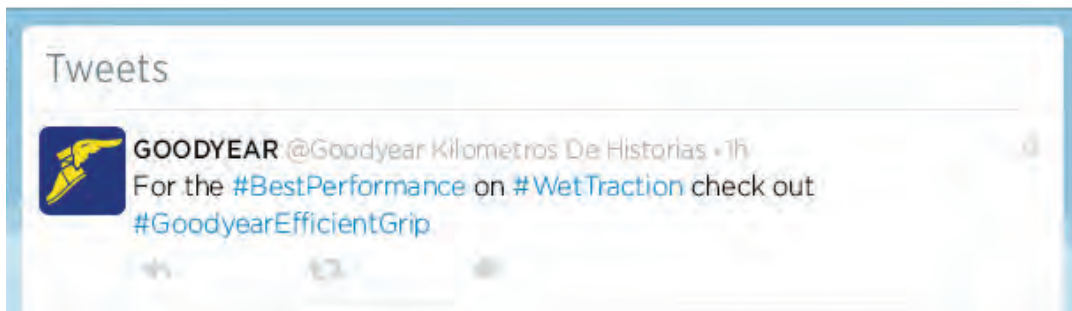 Tweets
GOODYEAR @Goodyear Kilometros De Historias • 1h
For the #BestPerformance on #WetTraction check out
#GoodyearEfficientGrip